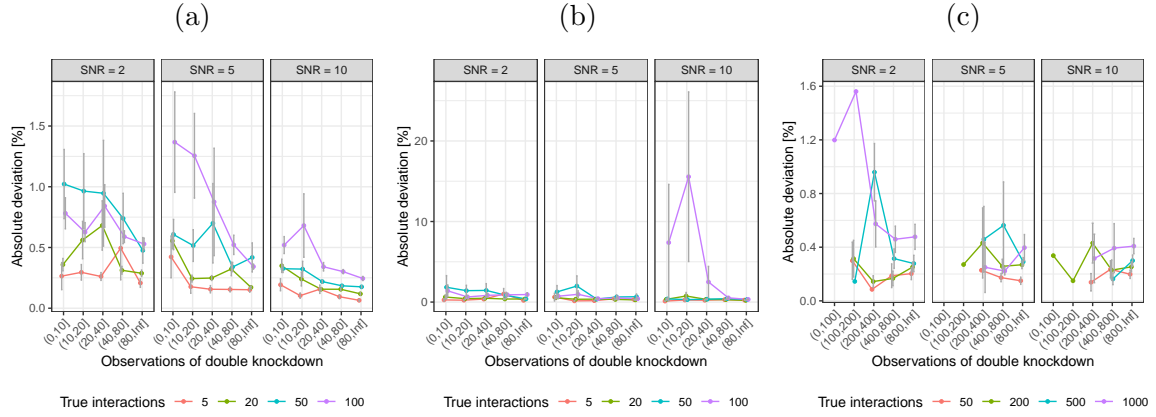 (a)
SNR = 2 SNR = 5 SNR = 10
Absolute deviation [%]
1.5
1.0
0.5
0.0
(0,10] (10,20] (20,40] (40,80] (80,Inf] (0,10] (10,20] (20,40] (40,80] (80,Inf] (0,10] (10,20] (20,40] (40,80] (80,Inf]
Observations of double knockdown
True interactions 5 20 50 100
(b)
SNR = 2 SNR = 5 SNR = 10
Absolute deviation [%]
20
10
0
(0,10] (10,20] (20,40] (40,80] (80,Inf] (0,10] (10,20] (20,40] (40,80] (80,Inf] (0,10] (10,20] (20,40] (40,80] (80,Inf]
Observations of double knockdown
True interactions 5 20 50 100
(c)
SNR = 2 SNR = 5 SNR = 10
Absolute deviation [%]
1.6
1.2
0.8
0.4
0.0
(0,100] (100,200] (200,400] (400,800] (800,Inf] (0,100] (100,200] (200,400] (400,800] (800,Inf] (0,100] (100,200] (200,400] (400,800] (800,Inf]
Observations of double knockdown
True interactions 50 200 500 1000